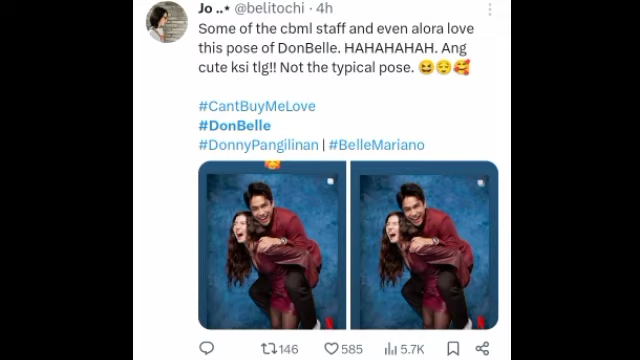 Jo ..⋆ @belitochi · 4h
Some of the cbml staff and even alora love
this pose of DonBelle. HAHAHAHAH. Ang
cute ksi tlg!! Not the typical pose. 😆😌🥰
#CantBuyMeLove
#DonBelle
#DonnyPangilinan | #BelleMariano
146 585 5.7K